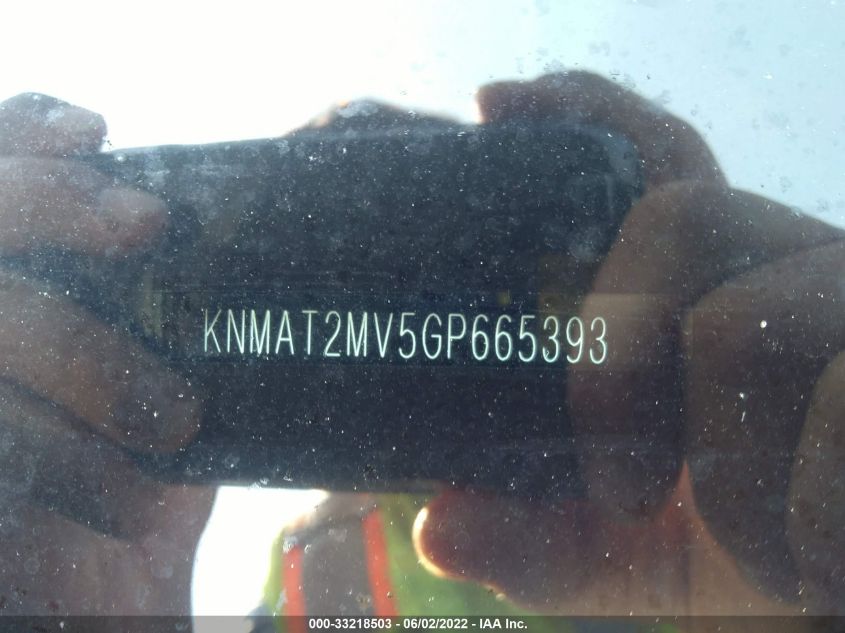 KNMAT2MV5GP665393
000-33218503 - 06/02/2022 - IAA Inc.